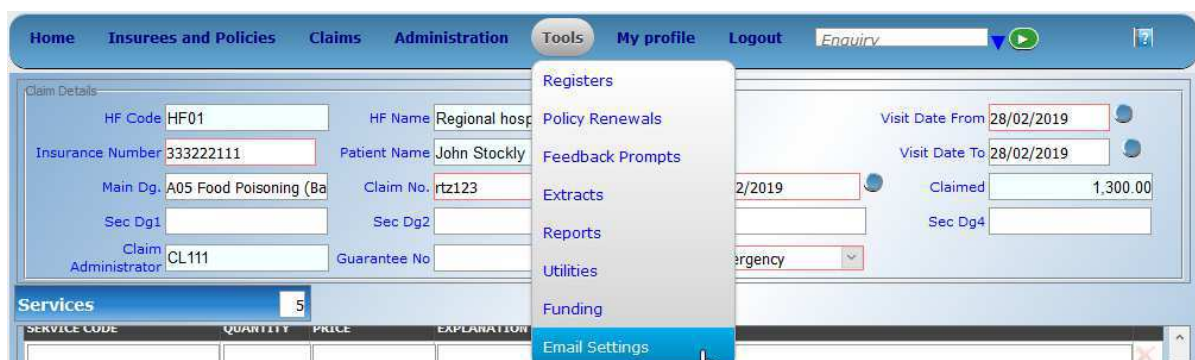 Home Insurees and Policies Claims Administration Tools My profile Logout Enquiry ?
Claim Details
Registers
HF Code HF01 HF Name Regional hosp Policy Renewals Visit Date From 28/02/2019
Insurance Number 333222111 Patient Name John Stockly Feedback Prompts Visit Date To 28/02/2019
Main Dg. A05 Food Poisoning (Ba Claim No. rtz123 Extracts 2/2019 Claimed 1,300.00
Sec Dg1 Sec Dg2 Reports Sec Dg4
Claim Administrator CL111 Guarantee No Utilities ergency
Services 5 Funding
SERVICE CODE QUANTITY PRICE EXPLANATION
Email Settings